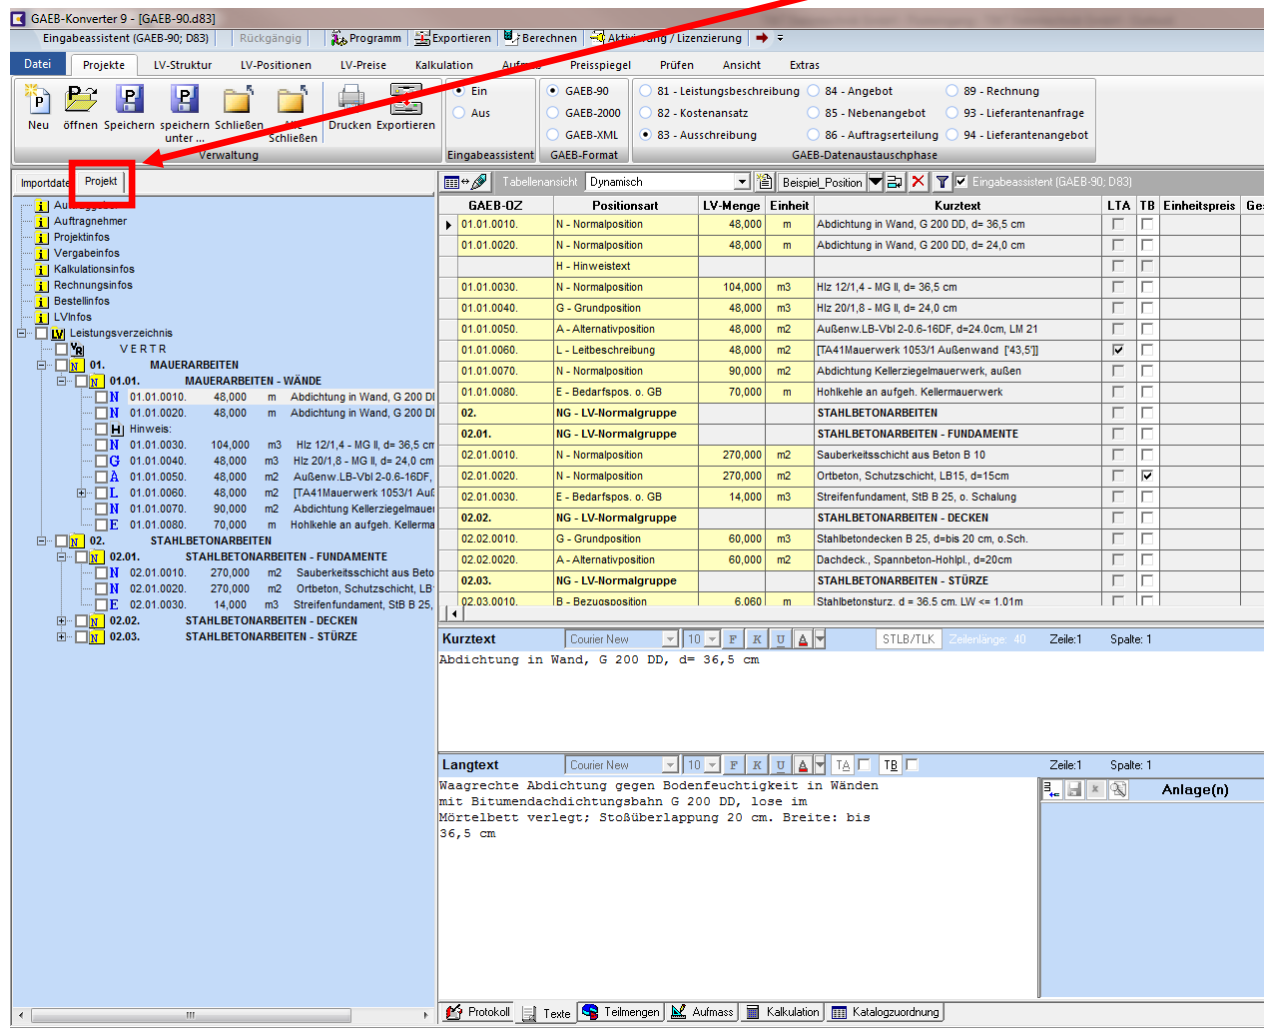 GAEB-Konverter 9 - [GAEB-90.d83]
Eingabeassistent (GAEB-90; D83) Rückgängig Programm Exportieren Berechnen / Lizenzierung
Datei Projekte LV-Struktur LV-Positionen LV-Preise Kalkulation Preisspiegel Prüfen Ansicht Extras
Ein GAEB-90 81 - Leistungsbeschreibung 84 - Angebot 89 - Rechnung
Neu öffnen Speichern speichern unter ... Schließen Schließen Drucken Exportieren
Aus GAEB-2000 82 - Kostenansatz 85 - Nebenangebot 93 - Lieferantenanfrage
GAEB-XML 83 - Ausschreibung 86 - Auftragserteilung 94 - Lieferantenangebot
Verwaltung Eingabeassistent GAEB-Format GAEB-Datenaustauschphase
Importdate Projekt
Auftragnehmer
Projektinfos
Vergabeinfos
Kalkulationsinfos
Rechnungsinfos
Bestellinfos
LVInfos
LV Leistungsverzeichnis
VR V E R T R
N 01. MAUERARBEITEN
N 01.01. MAUERARBEITEN - WÄNDE
N 01.01.0010. 48,000 m Abdichtung in Wand, G 200 DI
N 01.01.0020. 48,000 m Abdichtung in Wand, G 200 DI
H Hinweis:
N 01.01.0030. 104,000 m3 Hlz 12/1,4 - MG II, d= 36,5 cm
G 01.01.0040. 48,000 m3 Hlz 20/1,8 - MG II, d= 24,0 cm
A 01.01.0050. 48,000 m2 Außenw.LB-Vbl 2-0.6-16DF,
L 01.01.0060. 48,000 m2 [TA41Mauerwerk 1053/1 Auß
N 01.01.0070. 90,000 m2 Abdichtung Kellerziegelmauer
E 01.01.0080. 70,000 m Hohlkehle an aufgeh. Kellerma
N 02. STAHLBETONARBEITEN
N 02.01. STAHLBETONARBEITEN - FUNDAMENTE
N 02.01.0010. 270,000 m2 Sauberkeitsschicht aus Beto
N 02.01.0020. 270,000 m2 Ortbeton, Schutzschicht, LB
E 02.01.0030. 14,000 m3 Streifenfundament, StB B 25,
N 02.02. STAHLBETONARBEITEN - DECKEN
N 02.03. STAHLBETONARBEITEN - STÜRZE
Tabellenansicht Dynamisch Beispiel_Position Eingabeassistent (GAEB-90; D83)
GAEB-OZ Positionsart LV-Menge Einheit Kurztext LTA TB Einheitspreis Ges
01.01.0010. N - Normalposition 48,000 m Abdichtung in Wand, G 200 DD, d= 36,5 cm
01.01.0020. N - Normalposition 48,000 m Abdichtung in Wand, G 200 DD, d= 24,0 cm
H - Hinweistext
01.01.0030. N - Normalposition 104,000 m3 Hlz 12/1,4 - MG II, d= 36,5 cm
01.01.0040. G - Grundposition 48,000 m3 Hlz 20/1,8 - MG II, d= 24,0 cm
01.01.0050. A - Alternativposition 48,000 m2 Außenw.LB-Vbl 2-0.6-16DF, d=24.0cm, LM 21
01.01.0060. L - Leitbeschreibung 48,000 m2 [TA41Mauerwerk 1053/1 Außenwand ['43,5']]
01.01.0070. N - Normalposition 90,000 m2 Abdichtung Kellerziegelmauerwerk, außen
01.01.0080. E - Bedarfspos. o. GB 70,000 m Hohlkehle an aufgeh. Kellermauerwerk
02. NG - LV-Normalgruppe STAHLBETONARBEITEN
02.01. NG - LV-Normalgruppe STAHLBETONARBEITEN - FUNDAMENTE
02.01.0010. N - Normalposition 270,000 m2 Sauberkeitsschicht aus Beton B 10
02.01.0020. N - Normalposition 270,000 m2 Ortbeton, Schutzschicht, LB15, d=15cm
02.01.0030. E - Bedarfspos. o. GB 14,000 m3 Streifenfundament, StB B 25, o. Schalung
02.02. NG - LV-Normalgruppe STAHLBETONARBEITEN - DECKEN
02.02.0010. G - Grundposition 60,000 m3 Stahlbetondecken B 25, d=bis 20 cm, o.Sch.
02.02.0020. A - Alternativposition 60,000 m2 Dachdeck., Spannbeton-Hohlpl., d=20cm
02.03. NG - LV-Normalgruppe STAHLBETONARBEITEN - STÜRZE
02.03.0010. B - Bezugsposition 6,060 m Stahlbetonsturz, d = 36,5 cm, LW <= 1,01m
Kurztext Courier New 10 F K U A STLB/TLK Zeilenlänge: 40 Zeile:1 Spalte: 1
Abdichtung in Wand, G 200 DD, d= 36,5 cm
Langtext Courier New 10 F K U A TA TB Zeile:1 Spalte: 1
Waagrechte Abdichtung gegen Bodenfeuchtigkeit in Wänden
mit Bitumendachdichtungsbahn G 200 DD, lose im
Mörtelbett verlegt; Stoßüberlappung 20 cm. Breite: bis
36,5 cm
Anlage(n)
Protokoll Texte Teilmengen Aufmass Kalkulation Katalogzuordnung